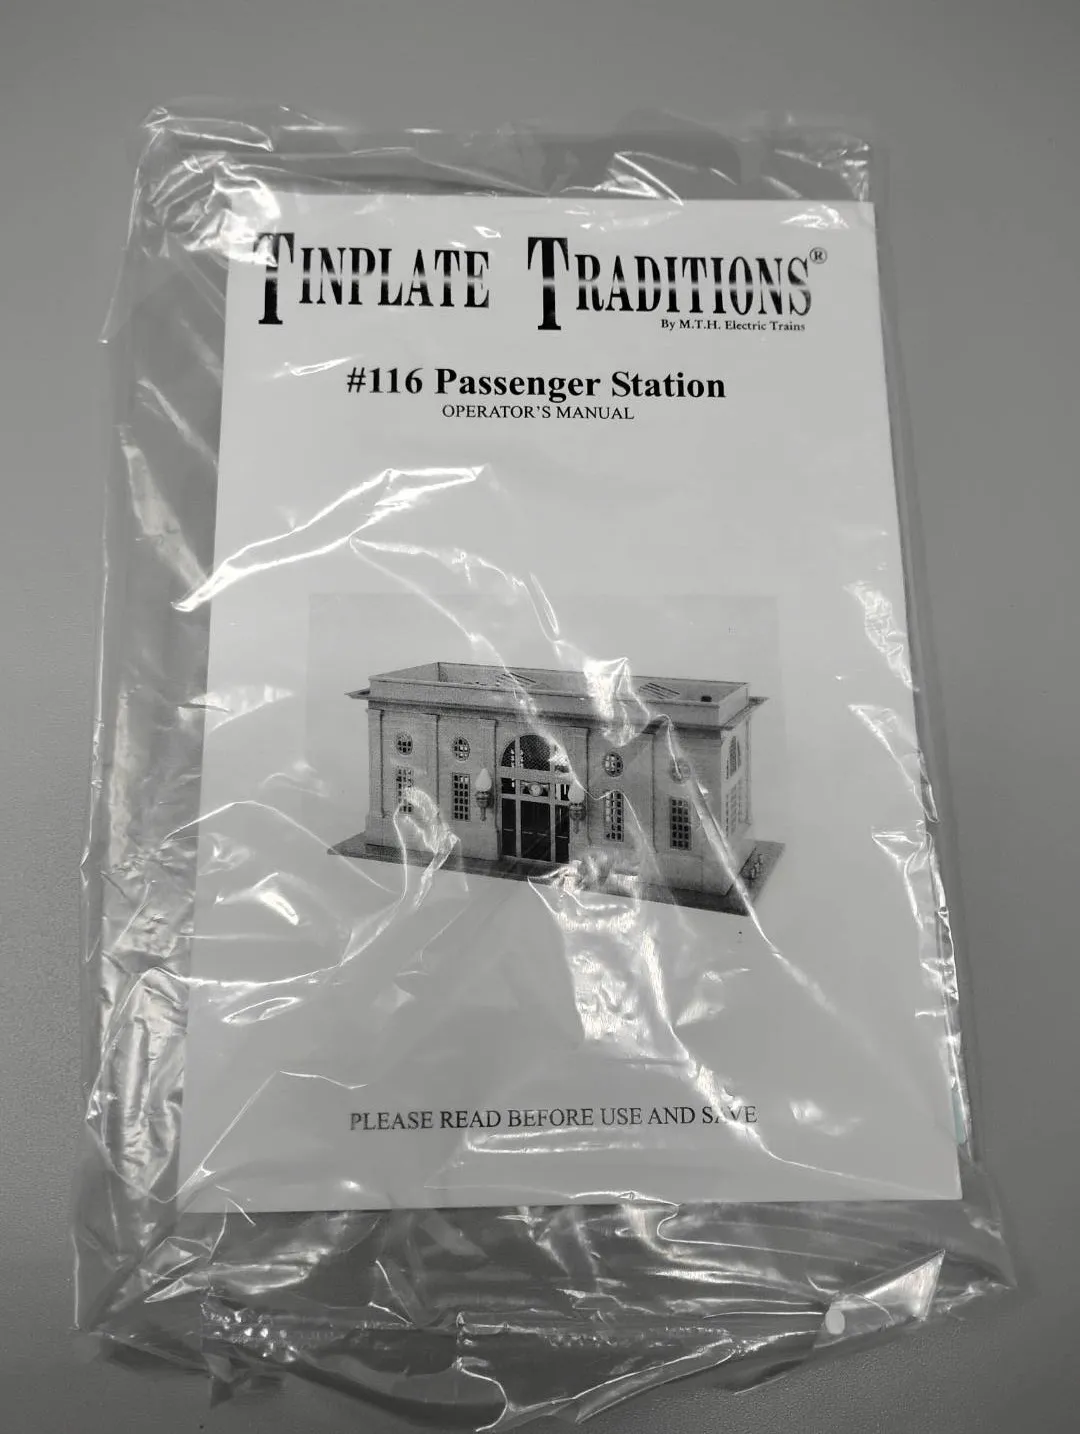 TINPLATE TRADITIONS®
By M.T.H. Electric Trains
#116 Passenger Station
OPERATOR'S MANUAL
PLEASE READ BEFORE USE AND SAVE